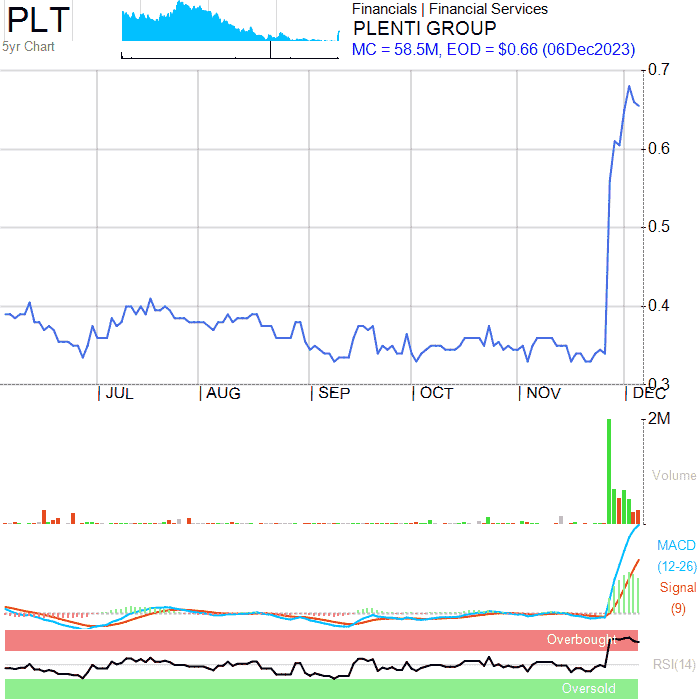 PLT
5yr Chart
Financials | Financial Services
PLENTI GROUP
MC = 58.5M, EOD = $0.66 (06Dec2023)
0.7
0.6
0.5
0.4
0.3
JUL AUG SEP OCT NOV DEC
2M
Volume
MACD
(12-26)
Signal
(9)
Overbought
RSI(14)
Oversold